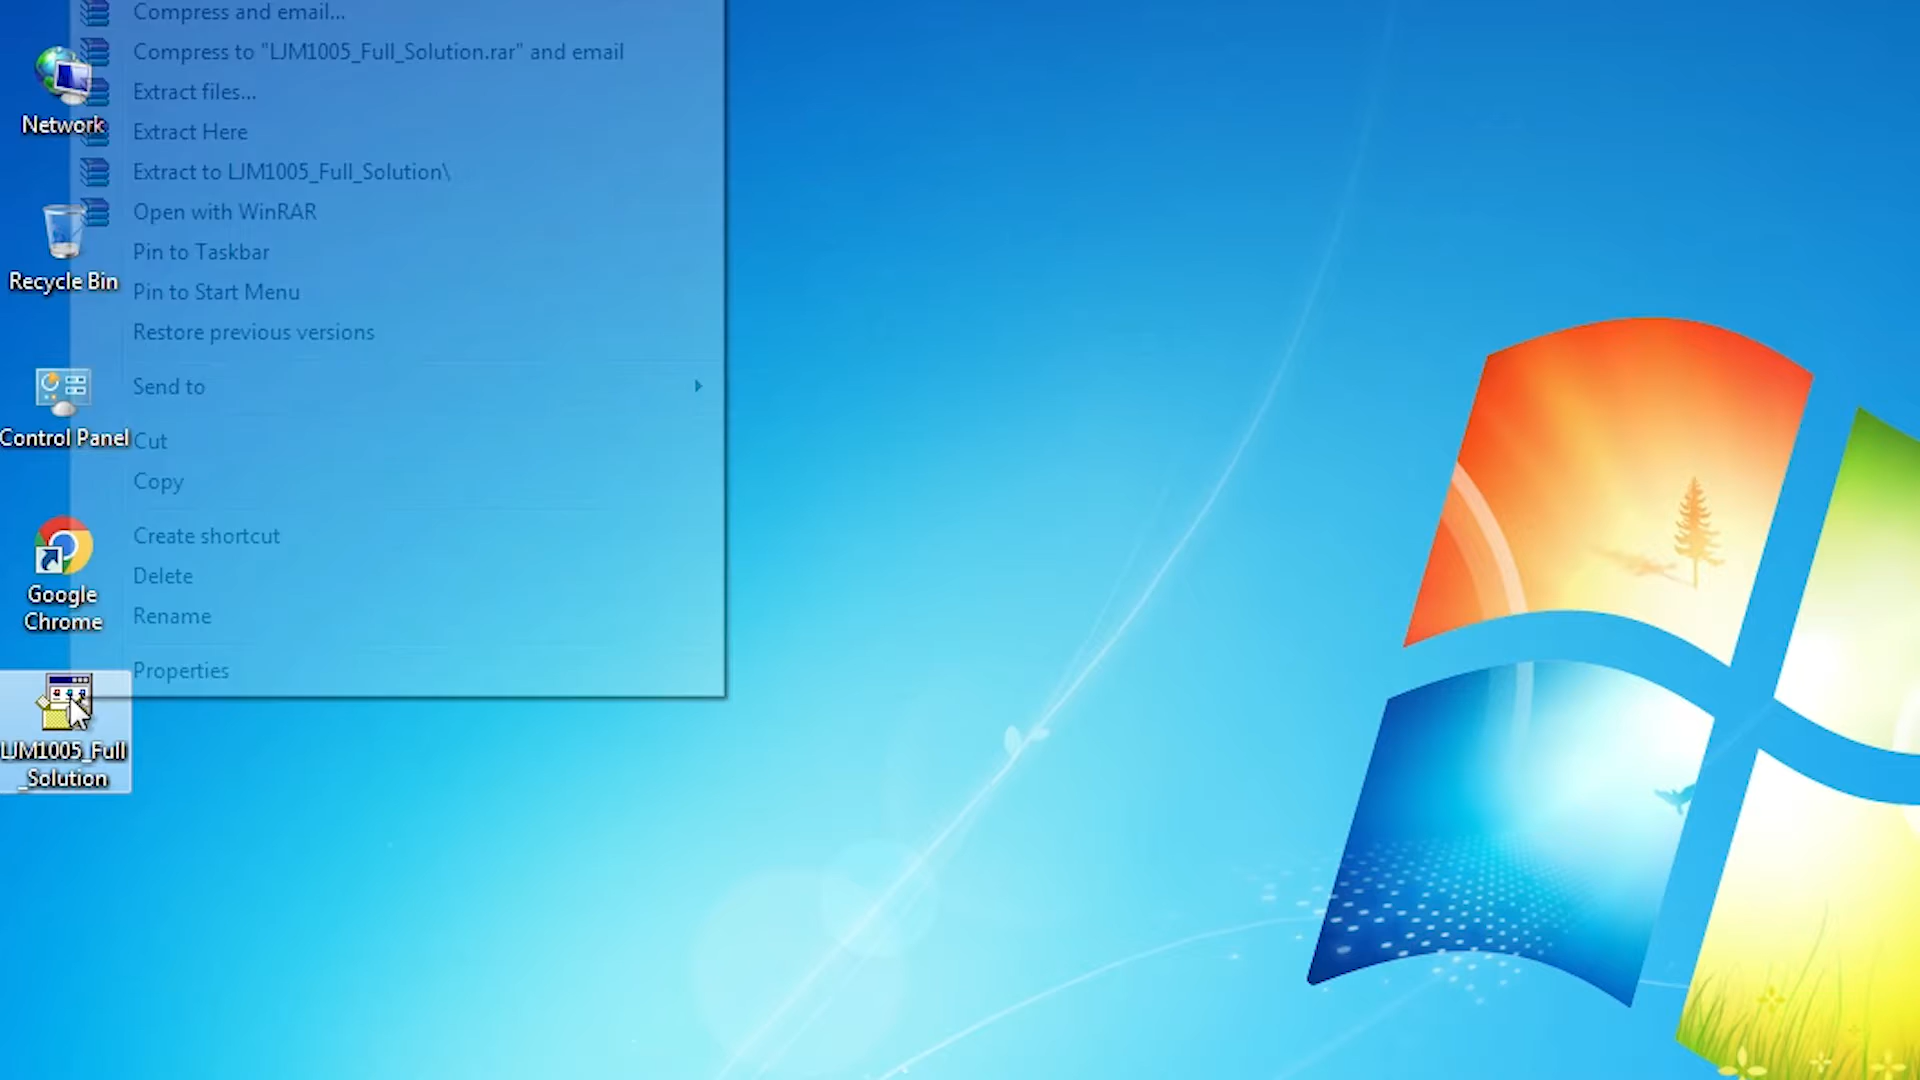 Compress and email...
Compress to "LJM1005_Full_Solution.rar" and email
Extract files...
Extract Here
Extract to LJM1005_Full_Solution\
Open with WinRAR
Pin to Taskbar
Pin to Start Menu
Restore previous versions
Send to
Cut
Copy
Create shortcut
Delete
Rename
Properties
Network
Recycle Bin
Control Panel
Google
Chrome
LJM1005_Full
_Solution